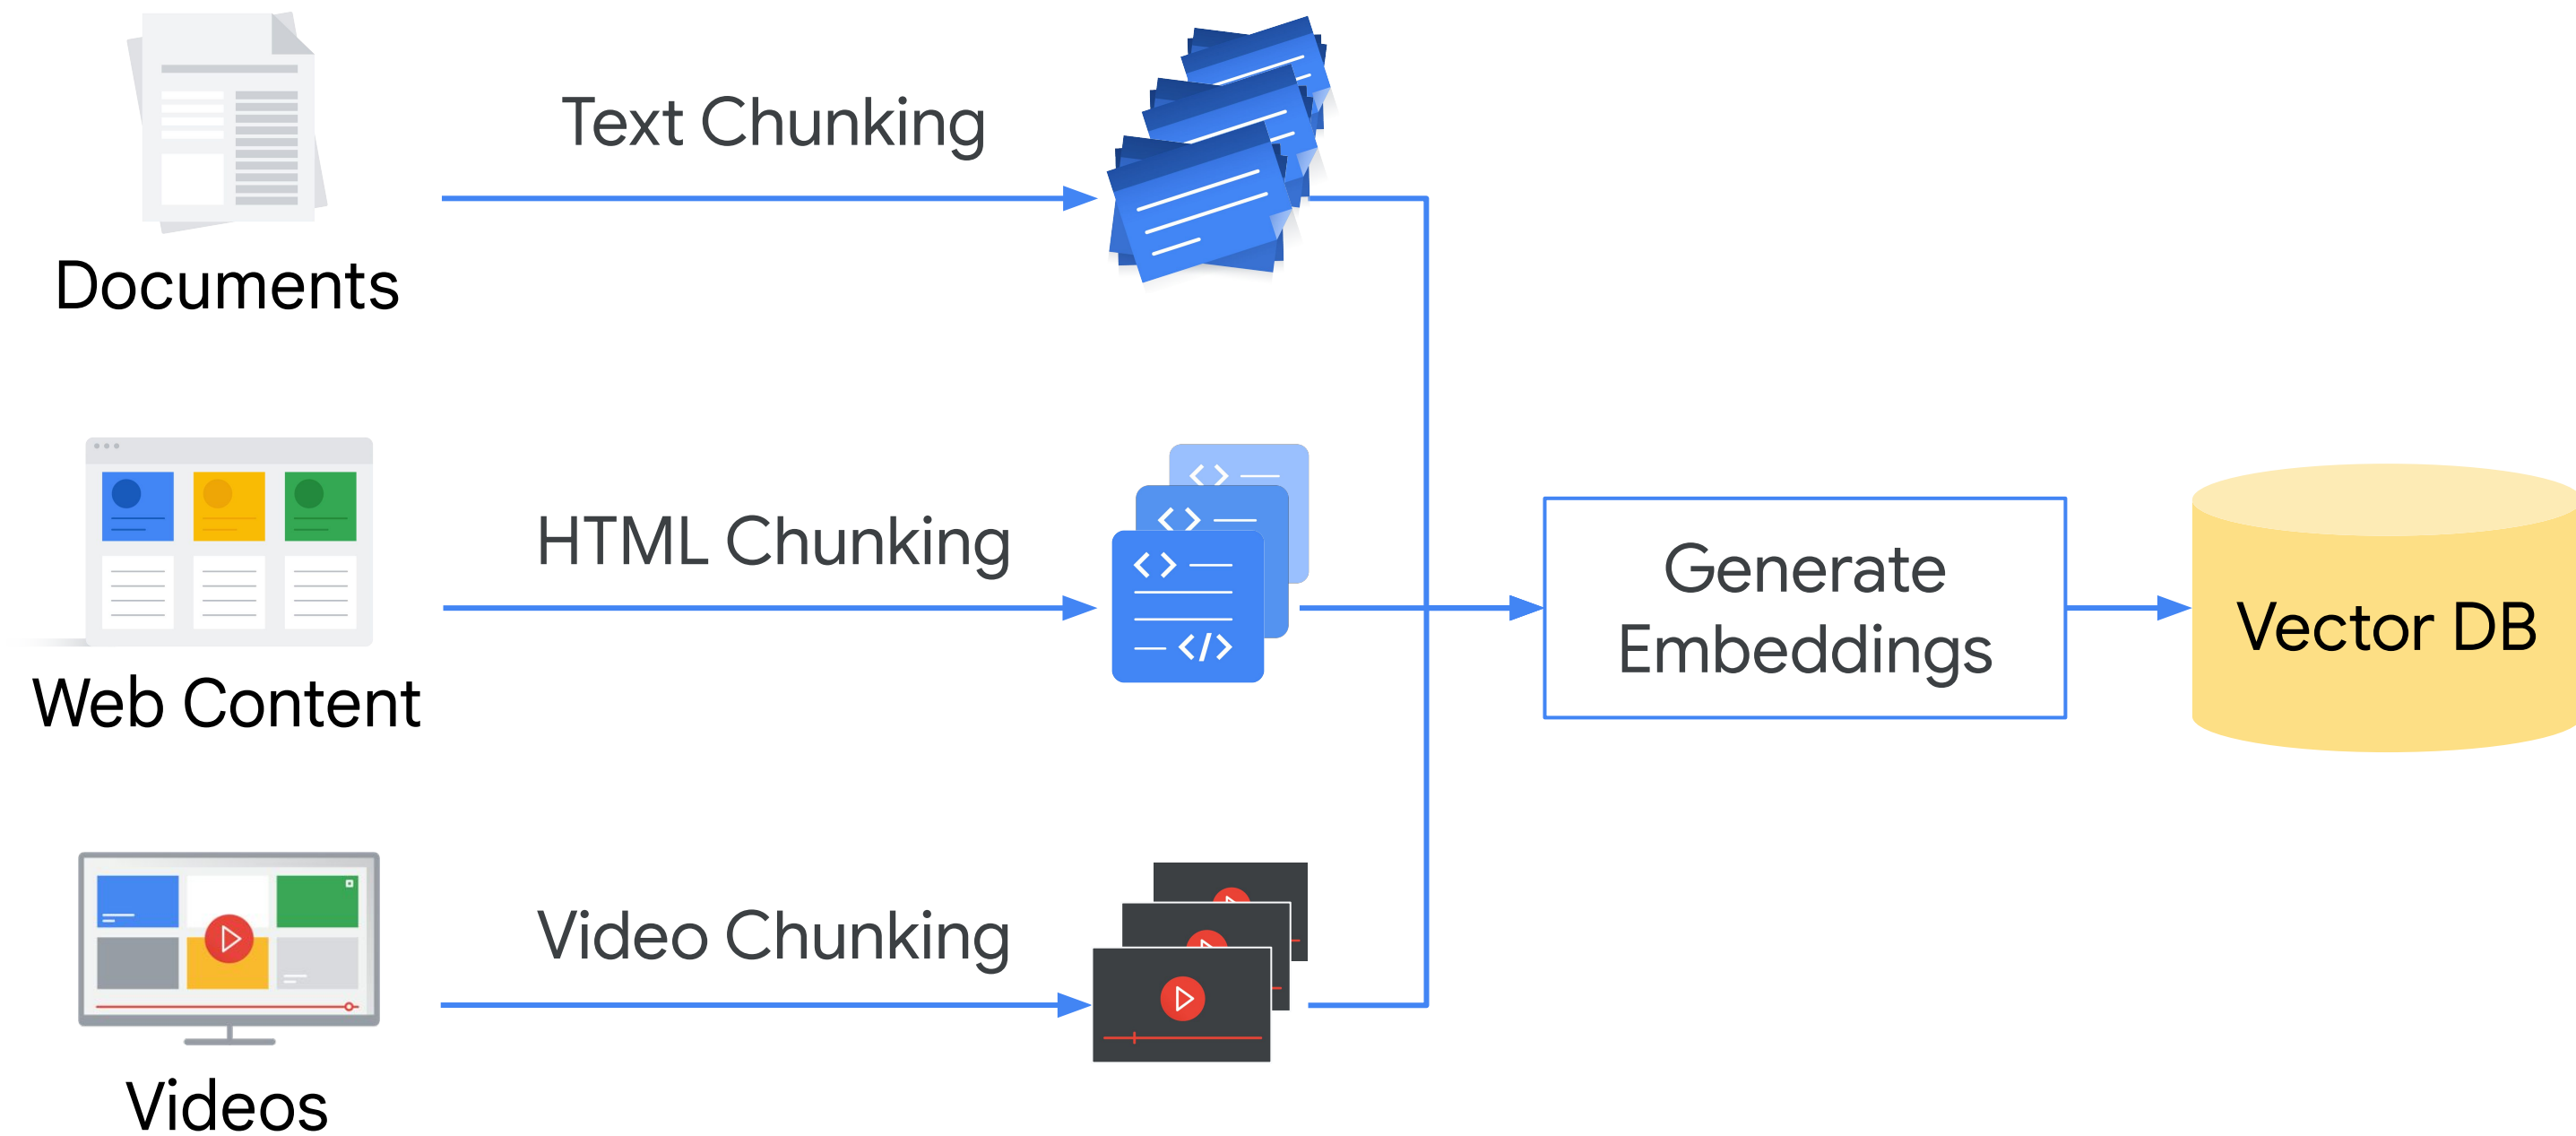 Text Chunking
Documents
HTML Chunking
Web Content
Generate
Embeddings
Vector DB
Video Chunking
Videos